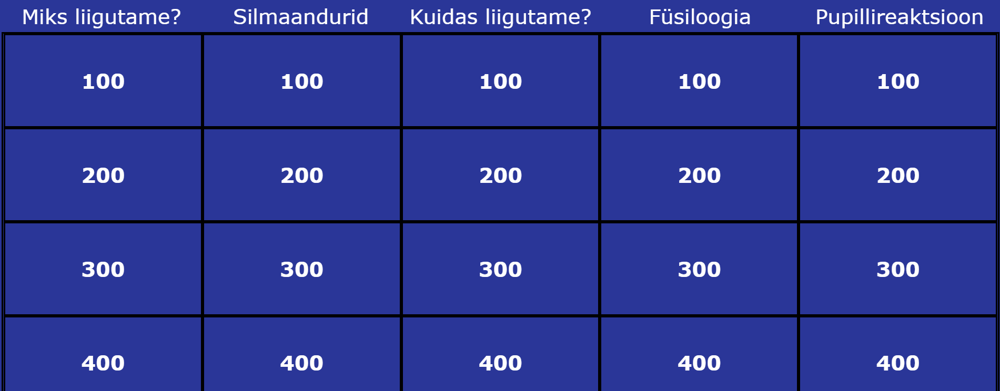 Miks liigutame? Silmaandurid Kuidas liigutame? Füsiloogia Pupillireaktsioon
100 100 100 100 100
200 200 200 200 200
300 300 300 300 300
400 400 400 400 400